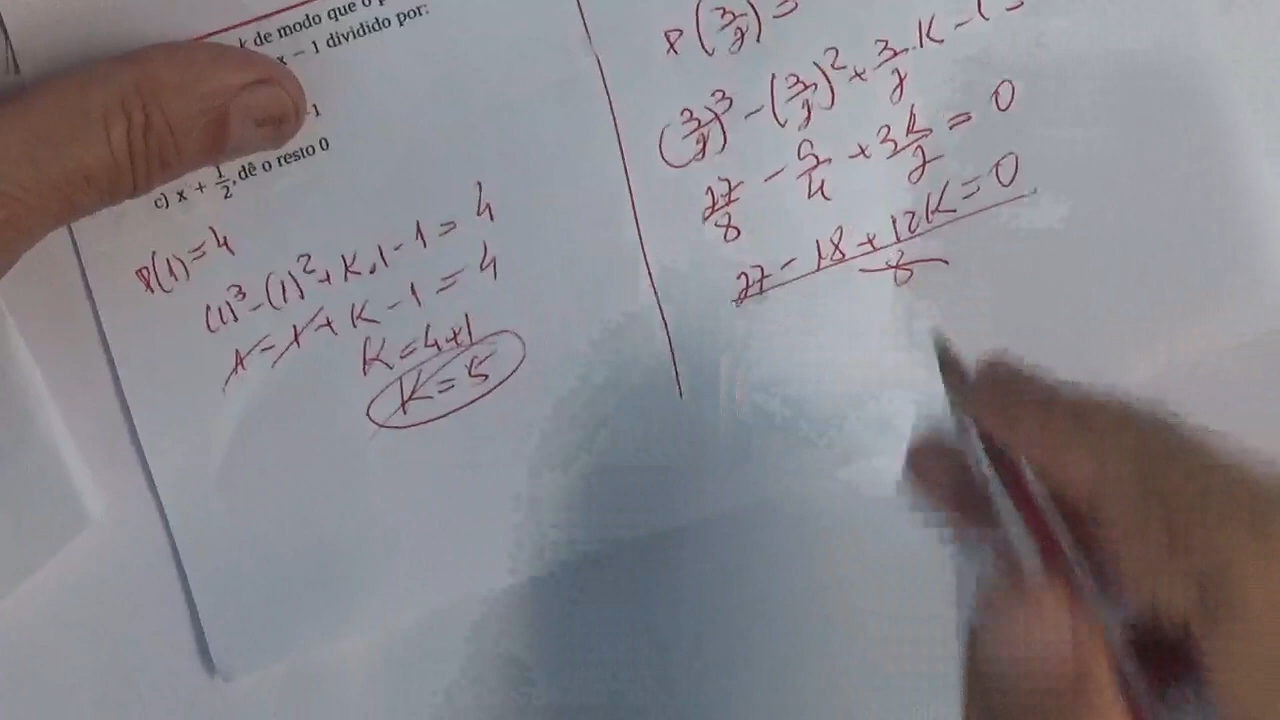 k de modo que o
x − 1 dividido por:
-1
c) x + 1/2, dê o resto 0
P(1) = 4
(1)³ - (1)² + K.1 - 1 = 4
1 - 1 + K - 1 = 4
K = 4+1
K = 5
P(3/2) =
(3/2)³ - (3/2)² + 3/2.K - 1
27/8 - 9/4 + 3K/2 = 0
27 - 18 + 12K = 0
8